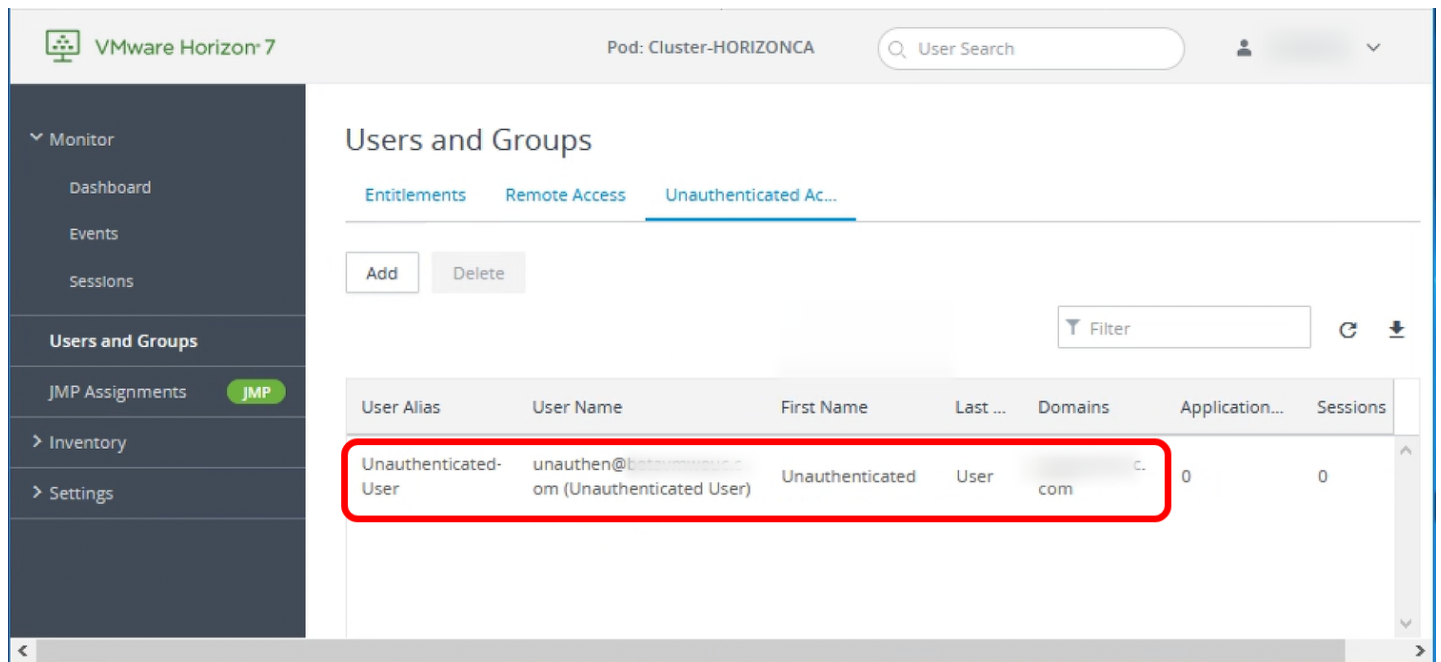 VMware Horizon® 7
Pod: Cluster-HORIZONCA
User Search
Monitor
Dashboard
Events
Sessions
Users and Groups
JMP Assignments JMP
Inventory
Settings
Users and Groups
Entitlements Remote Access Unauthenticated Ac...
Add Delete
Filter
User Alias User Name First Name Last ... Domains Application... Sessions
Unauthenticated- unauthen@ Unauthenticated User c. 0 0
User om (Unauthenticated User) com